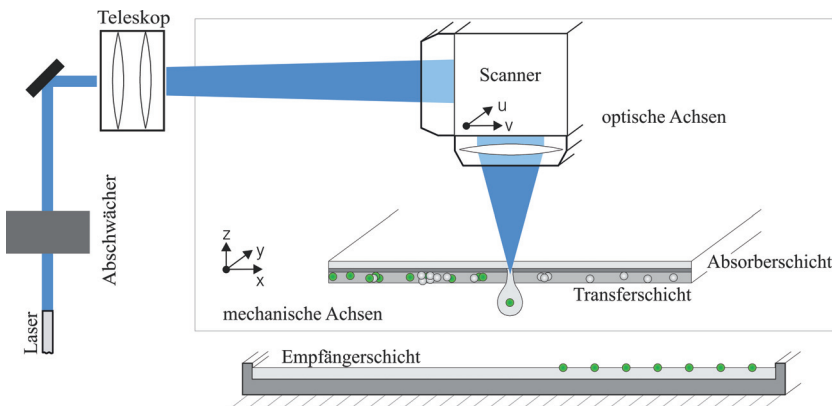 Teleskop
Scanner
u
v
optische Achsen
Abschwächer
z
y
x
Absorberschicht
Transferschicht
mechanische Achsen
Laser
Empfängerschicht